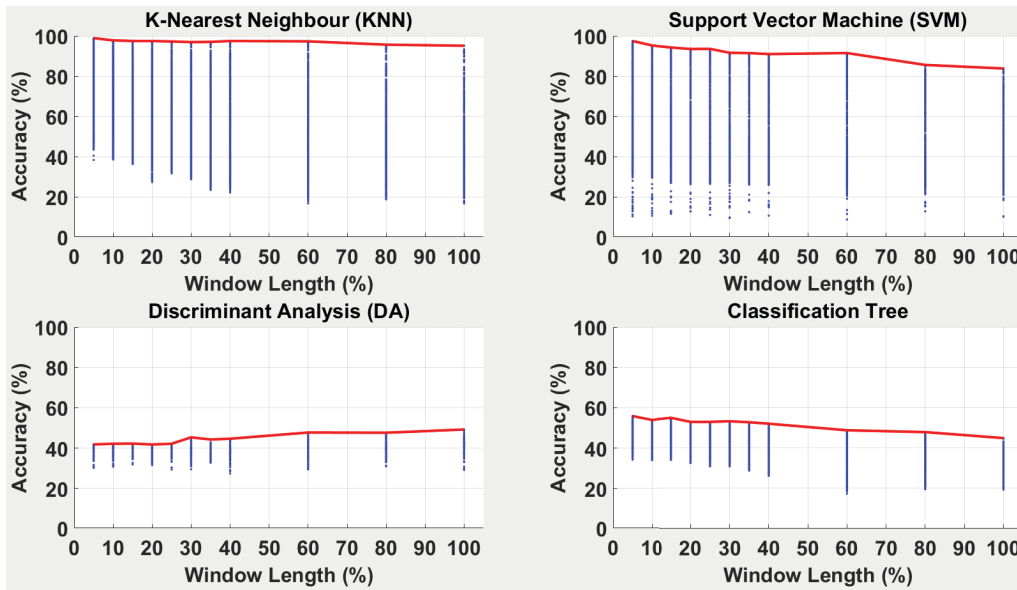 K-Nearest Neighbour (KNN)
100
80
60
40
20
0
Accuracy (%)
0 10 20 30 40 50 60 70 80 90 100
Window Length (%)
Support Vector Machine (SVM)
100
80
60
40
20
0
Accuracy (%)
0 10 20 30 40 50 60 70 80 90 100
Window Length (%)
Discriminant Analysis (DA)
100
80
60
40
20
0
Accuracy (%)
0 10 20 30 40 50 60 70 80 90 100
Window Length (%)
Classification Tree
100
80
60
40
20
0
Accuracy (%)
0 10 20 30 40 50 60 70 80 90 100
Window Length (%)